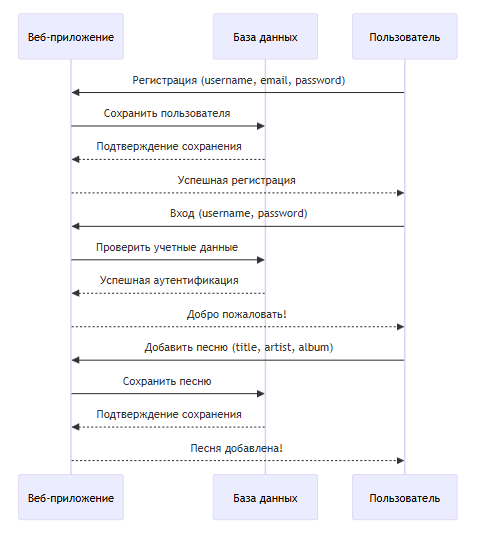 Веб-приложение
База данных
Пользователь
Регистрация (username, email, password)
Сохранить пользователя
Подтверждение сохранения
Успешная регистрация
Вход (username, password)
Проверить учетные данные
Успешная аутентификация
Добро пожаловать!
Добавить песню (title, artist, album)
Сохранить песню
Подтверждение сохранения
Песня добавлена!
Веб-приложение
База данных
Пользователь